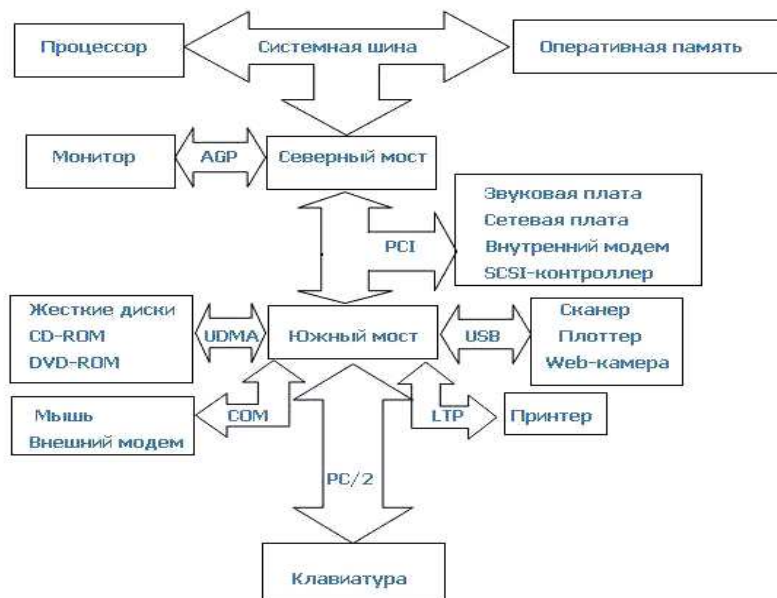 Процессор
Системная шина
Оперативная память
Монитор
AGP
Северный мост
Звуковая плата
Сетевая плата
PCI
Внутренний модем
SCSI-контроллер
Жесткие диски
CD-ROM
DVD-ROM
UDMA
Южный мост
USB
Сканер
Плоттер
Web-камера
Мышь
Внешний модем
COM
LTP
Принтер
PC/2
Клавиатура